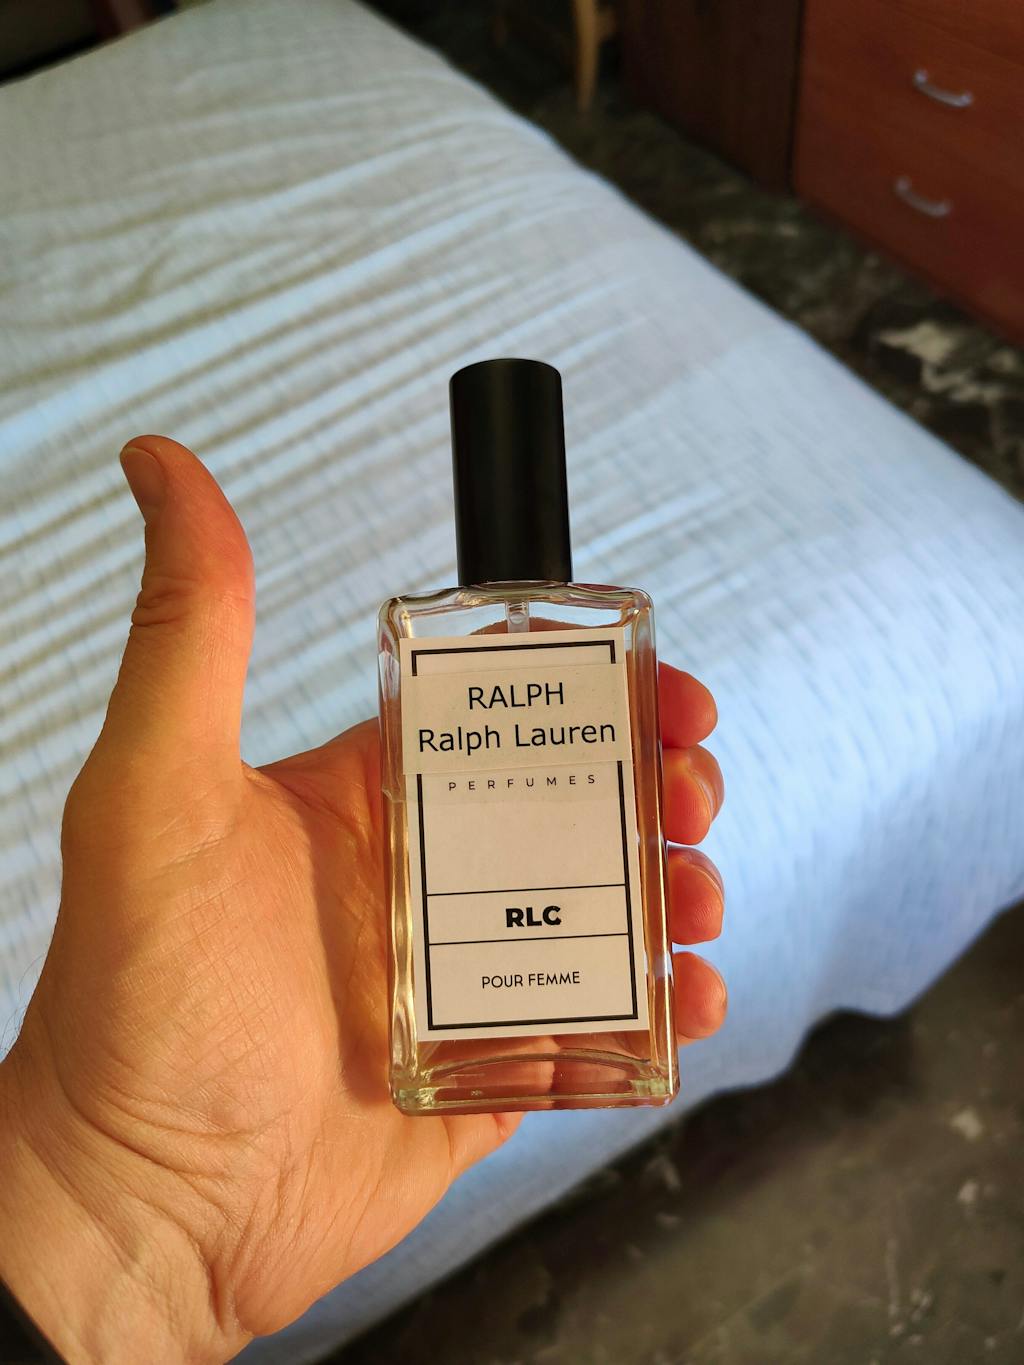 RALPH
Ralph Lauren
PERFUMES
RLC
POUR FEMME